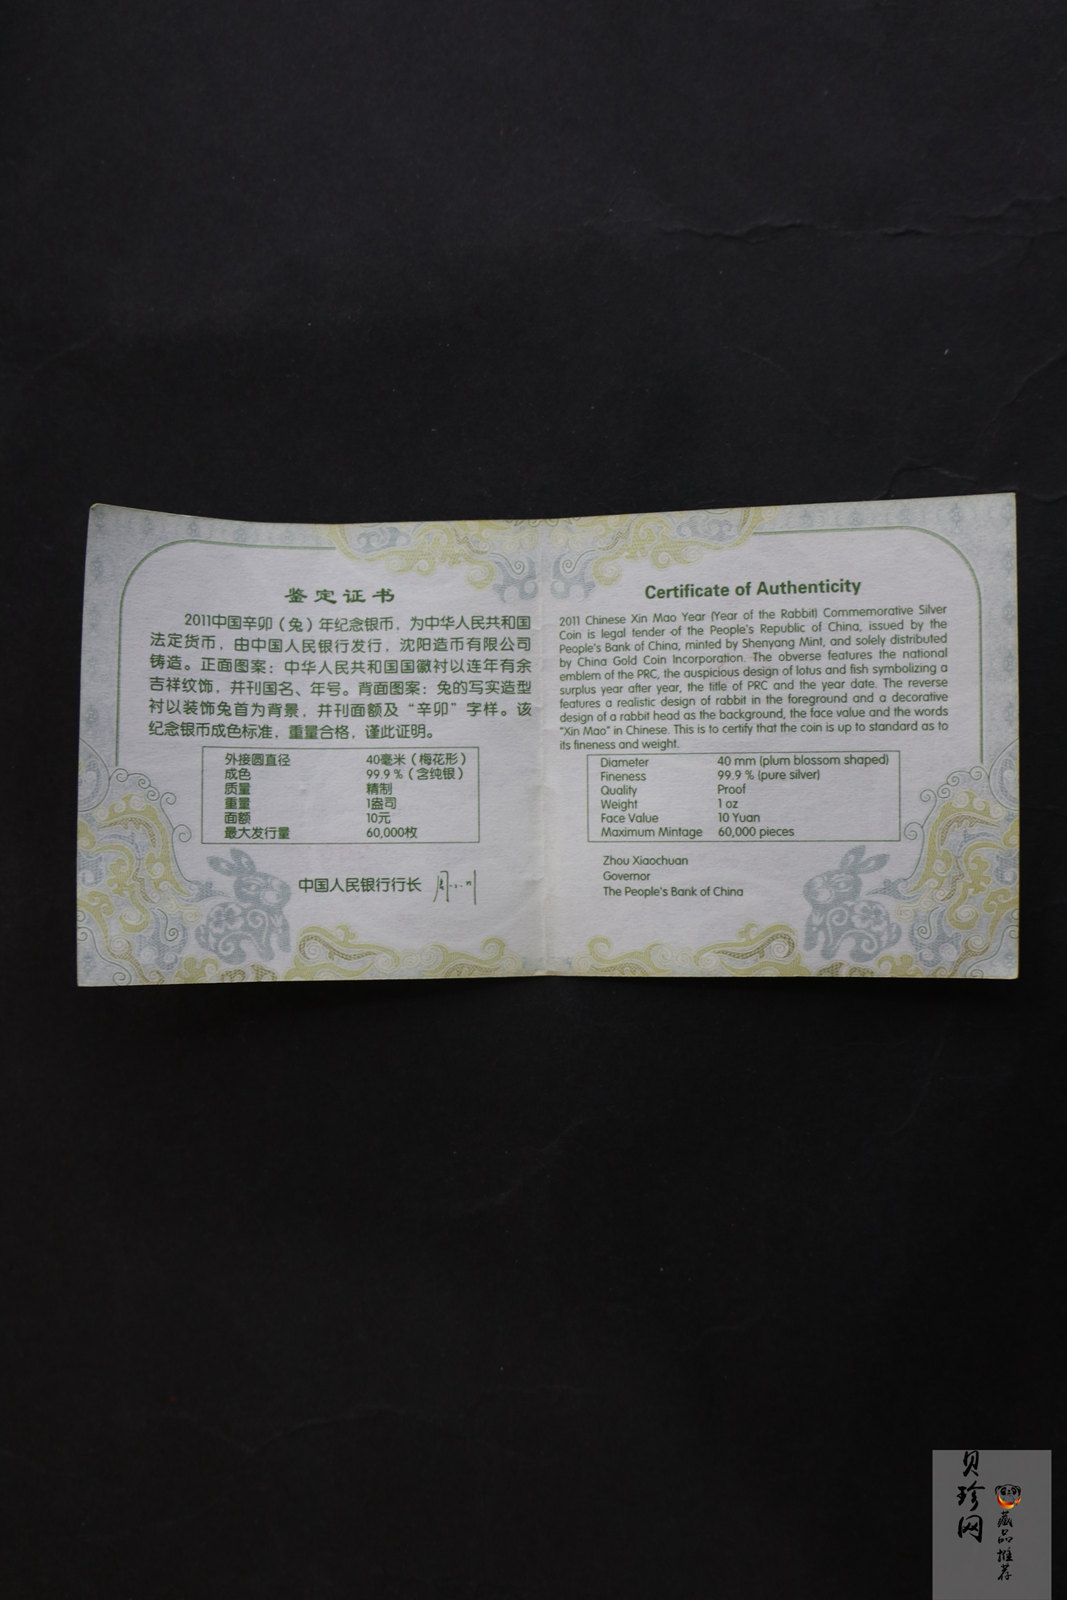 鉴定证书
2011中国辛卯（兔）年纪念银币，为中华人民共和国
法定货币，由中国人民银行发行，沈阳造币有限公司
铸造。正面图案：中华人民共和国国徽衬以连年有余
吉祥纹饰，并刊国名、年号。背面图案：兔的写实造型
衬以装饰兔首为背景，并刊面额及“辛卯”字样。该
纪念银币成色标准，重量合格，谨此证明。
外接圆直径 40毫米（梅花形）
成色 99.9％（含纯银）
质量 精制
重量 1盎司
面额 10元
最大发行量 60,000枚
中国人民银行行长
Certificate of Authenticity
2011 Chinese Xin Mao Year (Year of the Rabbit) Commemorative Silver
Coin is legal tender of the People's Republic of China, issued by the
People's Bank of China, minted by Shenyang Mint, and solely distributed
by China Gold Coin Incorporation. The obverse features the national
emblem of the PRC, the auspicious design of lotus and fish symbolizing a
surplus year after year, the title of PRC and the year date. The reverse
features a realistic design of rabbit in the foreground and a decorative
design of a rabbit head as the background, the face value and the words
"Xin Mao" in Chinese. This is to certify that the coin is up to standard as to
its fineness and weight.
Diameter 40 mm (plum blossom shaped)
Fineness 99.9 % (pure silver)
Quality Proof
Weight 1 oz
Face Value 10 Yuan
Maximum Mintage 60,000 pieces
Zhou Xiaochuan
Governor
The People's Bank of China
贝珍网
藏品推荐